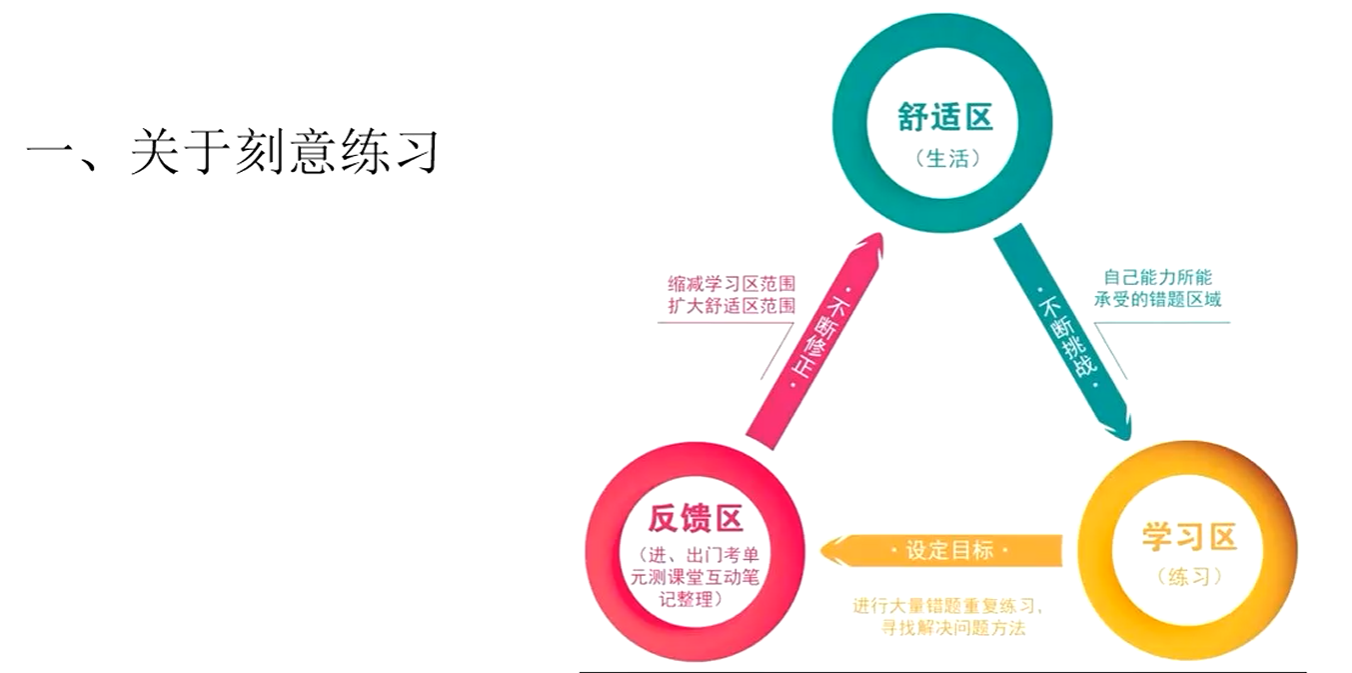 一、关于刻意练习
舒适区
（生活）
缩减学习区范围
扩大舒适区范围
·不断修正·
自己能力所能
承受的错题区域
·不断挑战·
反馈区
（进、出门考单
元测课堂互动笔
记整理）
·设定目标·
进行大量错题重复练习，
寻找解决问题方法
学习区
（练习）